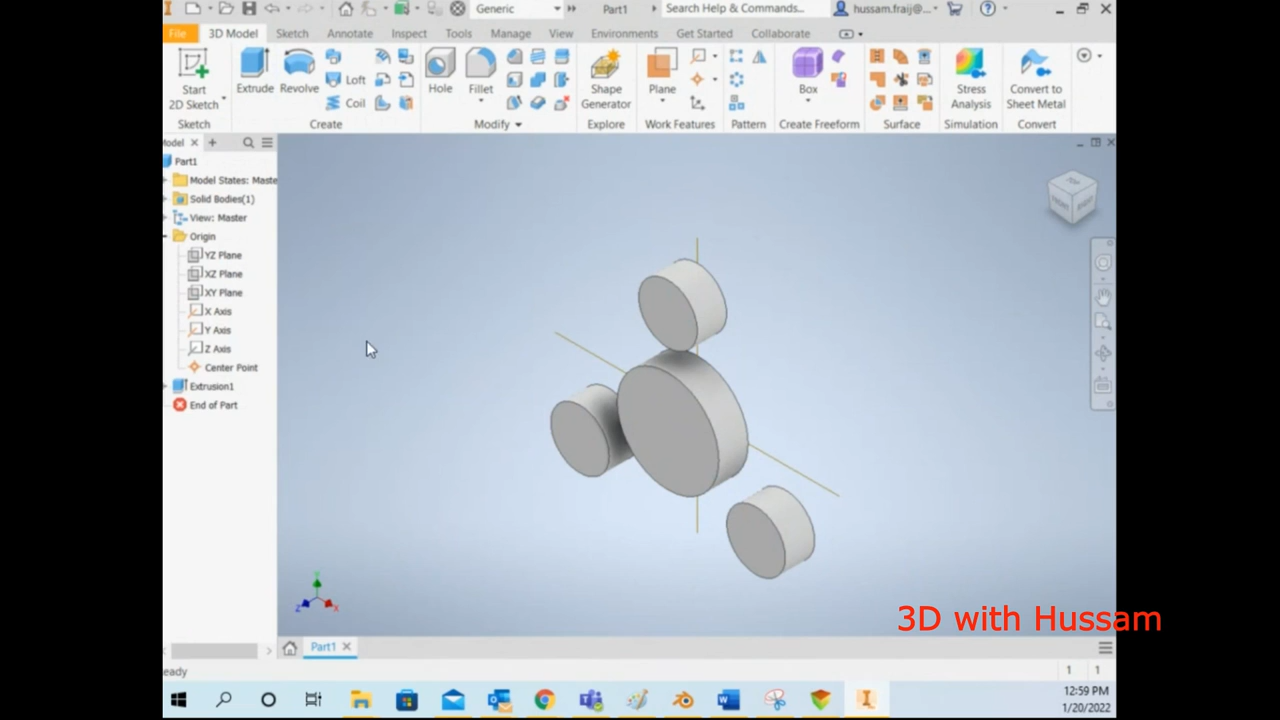 Generic Part1 Search Help & Commands... hussam.fraij@...
File 3D Model Sketch Annotate Inspect Tools Manage View Environments Get Started Collaborate
Start 2D Sketch Extrude Revolve Loft Coil Hole Fillet Shape Generator Plane Box Stress Analysis Convert to Sheet Metal
Sketch Create Modify Explore Work Features Pattern Create Freeform Surface Simulation Convert
Part1
Model States: Maste
Solid Bodies(1)
View: Master
Origin
YZ Plane
XZ Plane
XY Plane
X Axis
Y Axis
Z Axis
Center Point
Extrusion1
End of Part
3D with Hussam
Part1
eady 1 1
12:59 PM
1/20/2022